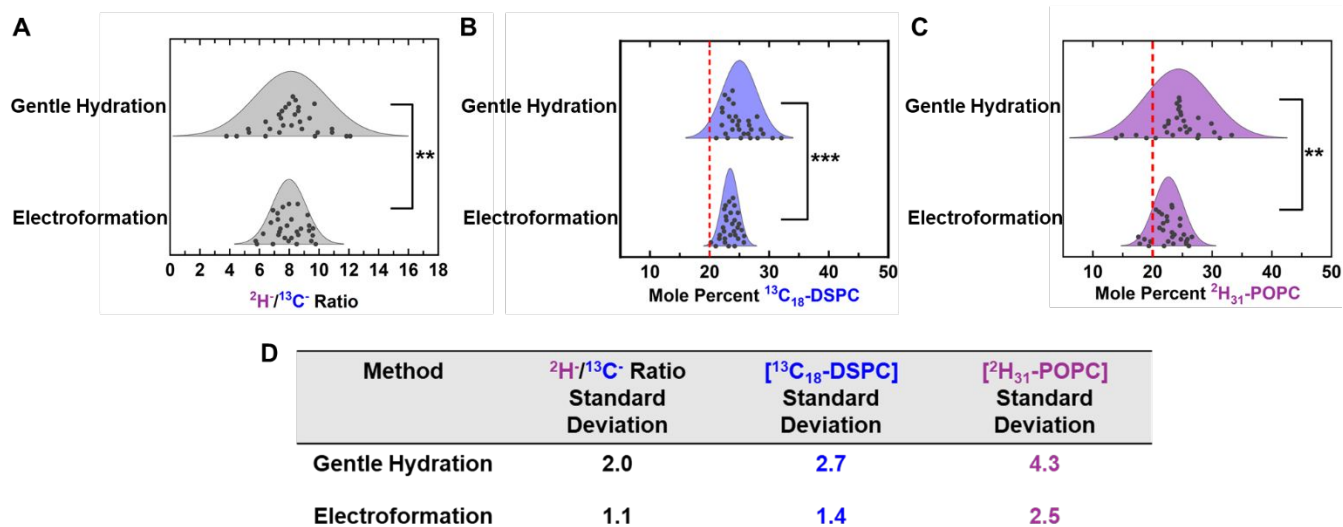 A
Gentle Hydration
Electroformation
**
0 2 4 6 8 10 12 14 16 18
²H⁻/¹³C⁻ Ratio
B
Gentle Hydration
Electroformation
***
10 20 30 40 50
Mole Percent ¹³C₁₈-DSPC
C
Gentle Hydration
Electroformation
**
10 20 30 40 50
Mole Percent ²H₃₁-POPC
D
Method ²H⁻/¹³C⁻ Ratio [¹³C₁₈-DSPC] [²H₃₁-POPC]
Standard Standard Standard
Deviation Deviation Deviation
Gentle Hydration 2.0 2.7 4.3
Electroformation 1.1 1.4 2.5